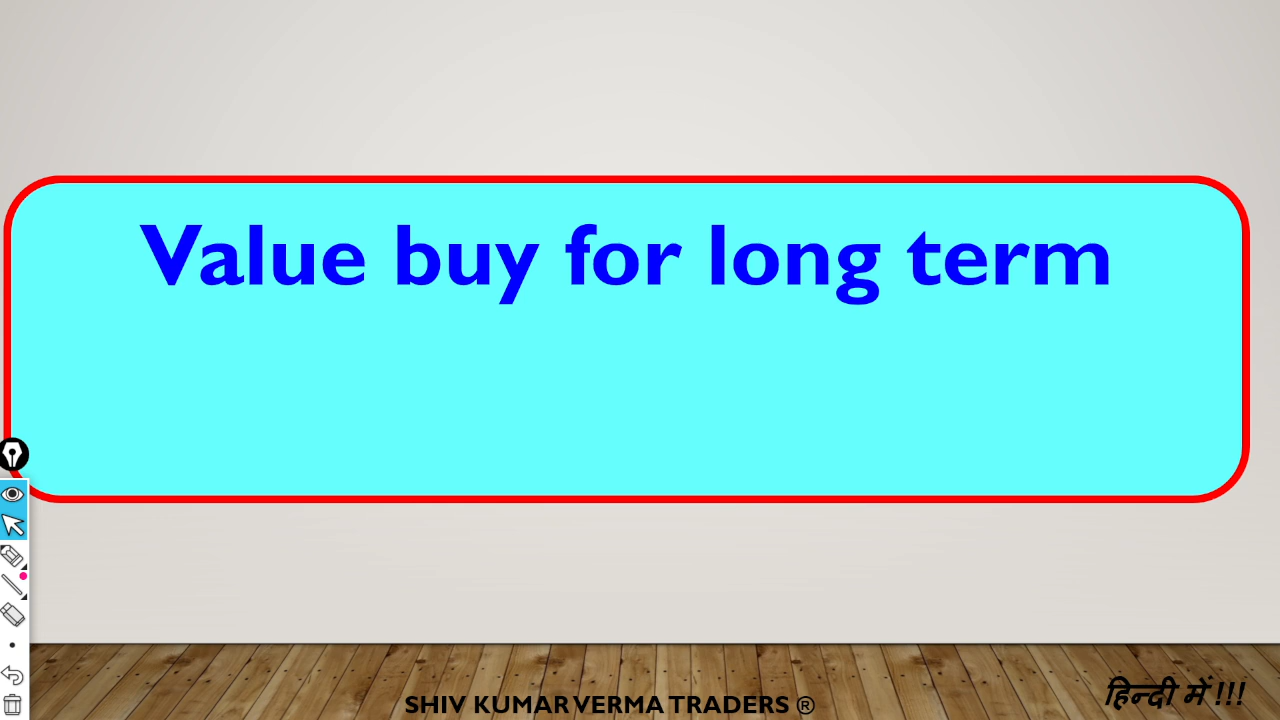 Value buy for long term
SHIV KUMAR VERMA TRADERS ®
हिन्दी में !!!